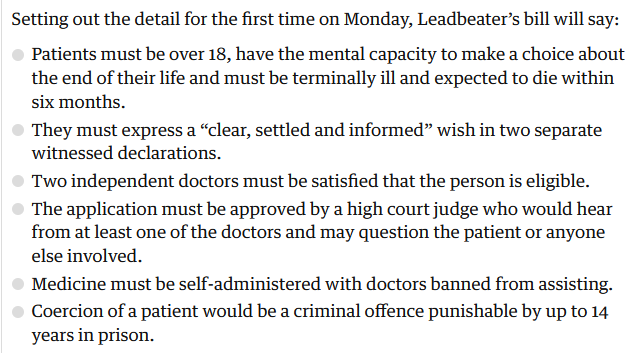 Setting out the detail for the first time on Monday, Leadbeater’s bill will say:
Patients must be over 18, have the mental capacity to make a choice about
the end of their life and must be terminally ill and expected to die within
six months.
They must express a “clear, settled and informed” wish in two separate
witnessed declarations.
Two independent doctors must be satisfied that the person is eligible.
The application must be approved by a high court judge who would hear
from at least one of the doctors and may question the patient or anyone
else involved.
Medicine must be self-administered with doctors banned from assisting.
Coercion of a patient would be a criminal offence punishable by up to 14
years in prison.